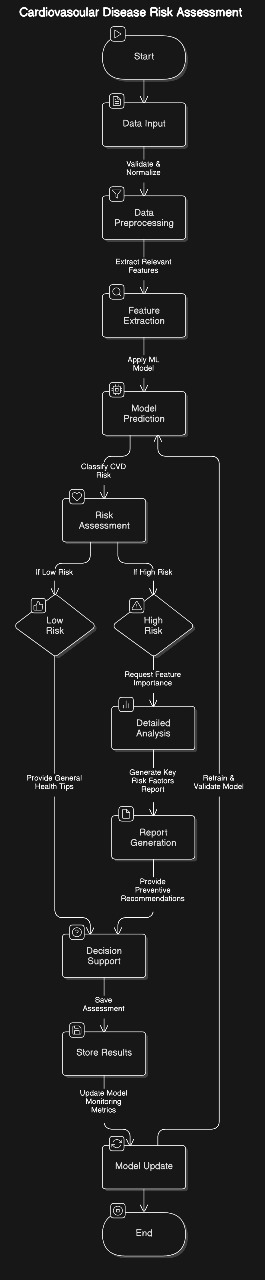 Cardiovasoular Disease Risk Assessment
Start
Data Input
Validate &
Normalize
Data
Preprocessing
Extract Relevant
Features
Feature
Extraction
Apply ML
Model
Model
Prediction
Classify CVD
Risk
Risk
Assessment
If Low Risk
If High Risk
Low
Risk
High
Risk
Request Feature
Importance
Detailed
Analysis
Provide General
Health Tips
Generate Key
Risk Factors
Report
Retrain &
Validate Model
Report
Generation
Provide
Preventive
Recommendations
Decision
Support
Save
Assessment
Store Results
Update Model
Monitoring
Metrics
Model Update
End